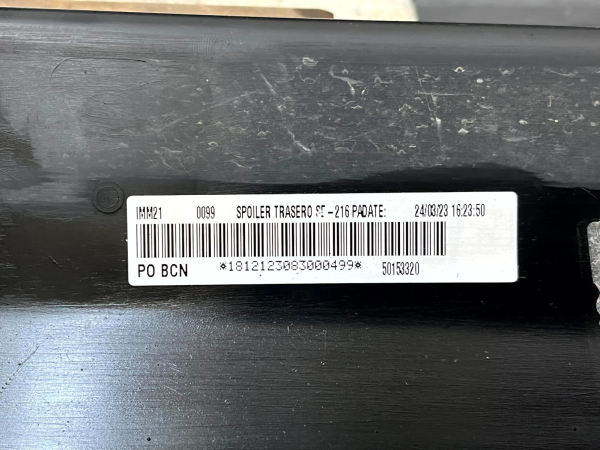 IMM21 0099 SPOILER TRASERO SE -216 PADATE: 24/03/23 16:23:50
PO BCN *1812123083000499* 50153320